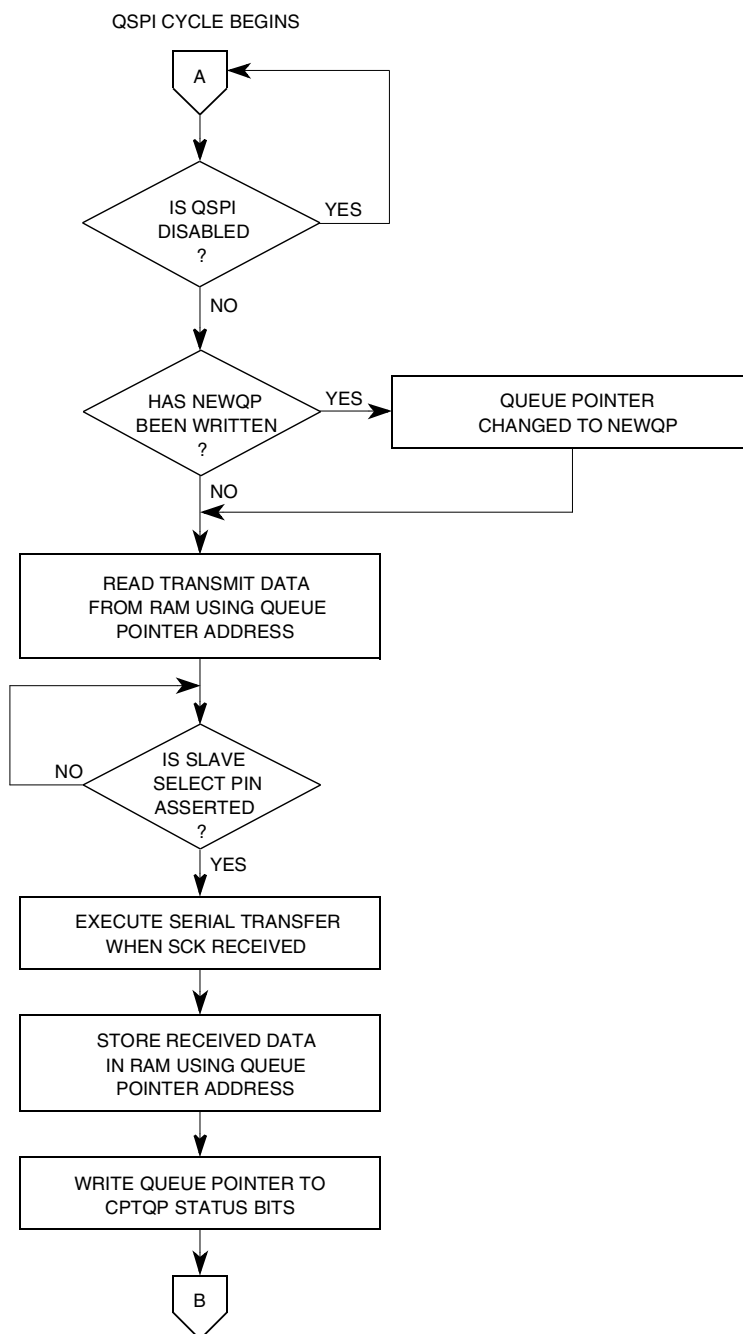 QSPI CYCLE BEGINS
A
IS QSPI
DISABLED
?
YES
NO
HAS NEWQP
BEEN WRITTEN
?
YES
QUEUE POINTER
CHANGED TO NEWQP
NO
READ TRANSMIT DATA
FROM RAM USING QUEUE
POINTER ADDRESS
IS SLAVE
SELECT PIN
ASSERTED
?
NO
YES
EXECUTE SERIAL TRANSFER
WHEN SCK RECEIVED
STORE RECEIVED DATA
IN RAM USING QUEUE
POINTER ADDRESS
WRITE QUEUE POINTER TO
CPTQP STATUS BITS
B